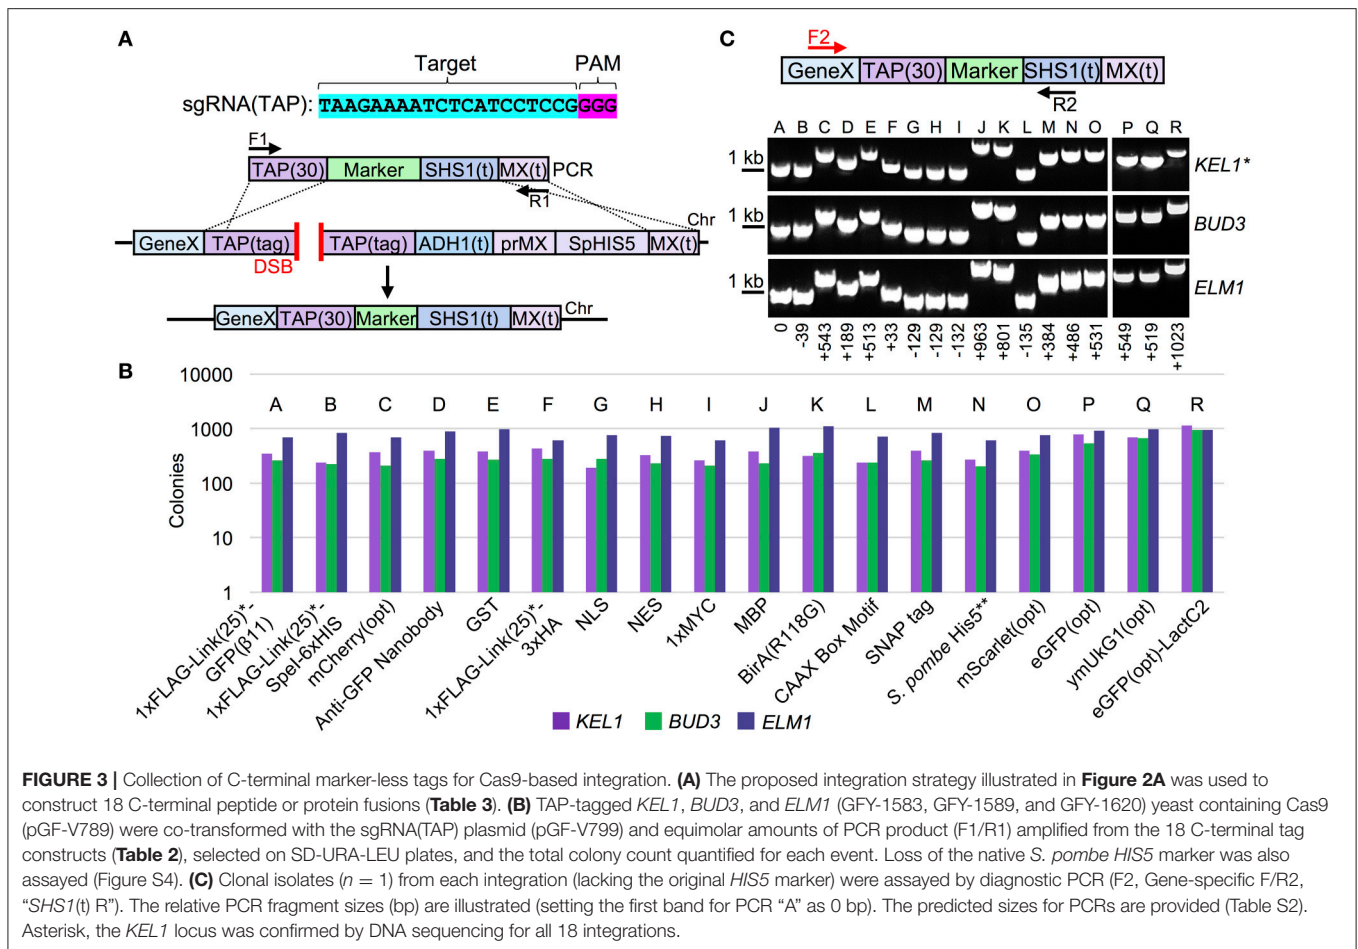 A
Target PAM
sgRNA(TAP): TAAGAAAATCTCATCCTCCGGGG
F1
TAP(30) Marker SHS1(t) MX(t) PCR
R1
Chr
GeneX TAP(tag) TAP(tag) ADH1(t) prMX SpHIS5 MX(t)
DSB
GeneX TAP(30) Marker SHS1(t) MX(t) Chr
C
F2
GeneX TAP(30) Marker SHS1(t) MX(t)
R2
A B C D E F G H I J K L M N O P Q R
1 kb KEL1*
1 kb BUD3
1 kb ELM1
0 -39 +543 +189 +513 +33 -129 -129 -132 +963 +801 -135 +384 +486 +531 +549 +519 +1023
B
Colonies
10000
1000
100
10
1
A B C D E F G H I J K L M N O P Q R
1xFLAG-Link(25)*-
GFP(β11)
1xFLAG-Link(25)*-
SpeI-6xHIS
mCherry(opt)
Anti-GFP Nanobody
GST
1xFLAG-Link(25)*-
3xHA
NLS
NES
1xMYC
MBP
BirA(R118G)
CAAX Box Motif
SNAP tag
S. pombe His5**
mScarlet(opt)
eGFP(opt)
ymUkG1(opt)
eGFP(opt)-LactC2
KEL1 BUD3 ELM1
FIGURE 3 | Collection of C-terminal marker-less tags for Cas9-based integration. (A) The proposed integration strategy illustrated in Figure 2A was used to
construct 18 C-terminal peptide or protein fusions (Table 3). (B) TAP-tagged KEL1, BUD3, and ELM1 (GFY-1583, GFY-1589, and GFY-1620) yeast containing Cas9
(pGF-V789) were co-transformed with the sgRNA(TAP) plasmid (pGF-V799) and equimolar amounts of PCR product (F1/R1) amplified from the 18 C-terminal tag
constructs (Table 2), selected on SD-URA-LEU plates, and the total colony count quantified for each event. Loss of the native S. pombe HIS5 marker was also
assayed (Figure S4). (C) Clonal isolates (n = 1) from each integration (lacking the original HIS5 marker) were assayed by diagnostic PCR (F2, Gene-specific F/R2,
“SHS1(t) R”). The relative PCR fragment sizes (bp) are illustrated (setting the first band for PCR “A” as 0 bp). The predicted sizes for PCRs are provided (Table S2).
Asterisk, the KEL1 locus was confirmed by DNA sequencing for all 18 integrations.